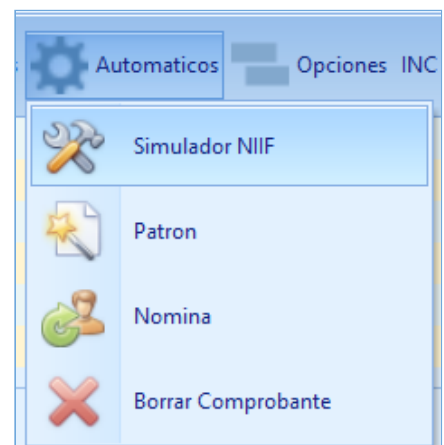 Automaticos Opciones INC
Simulador NIIF
Patron
Nomina
Borrar Comprobante